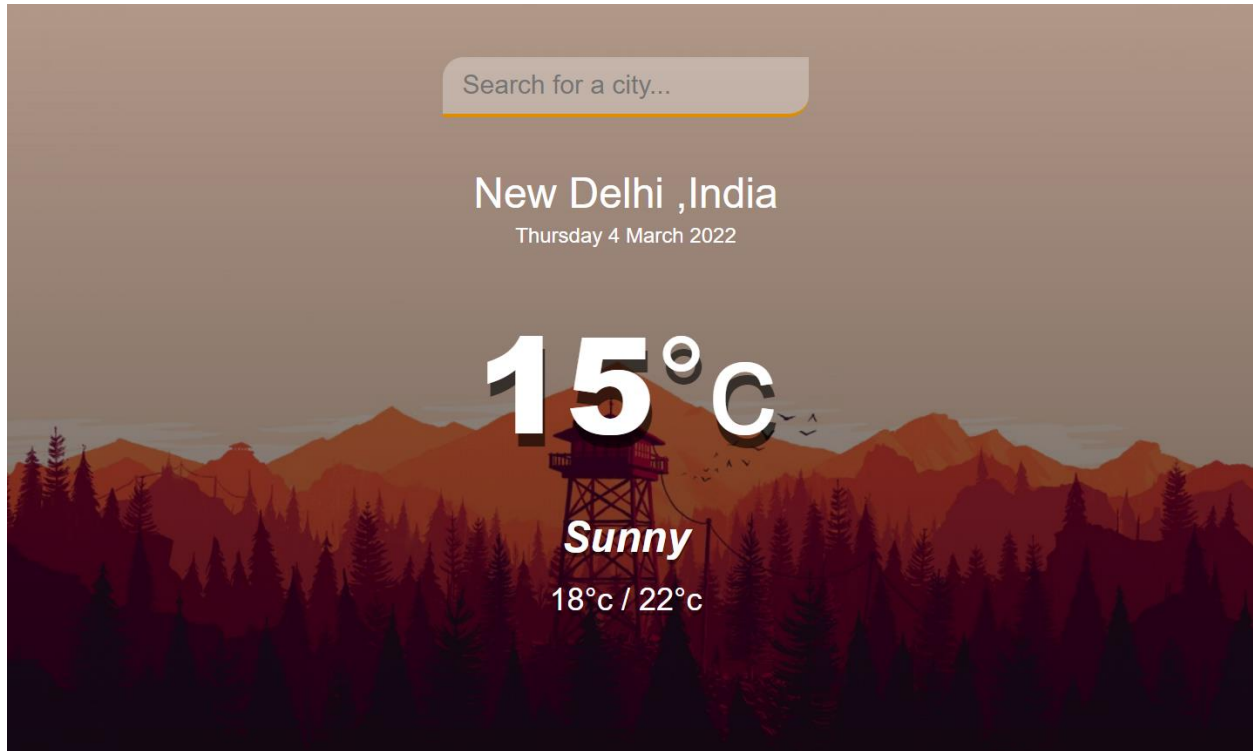 Search for a city...
New Delhi ,India
Thursday 4 March 2022
15°c
Sunny
18°c / 22°c